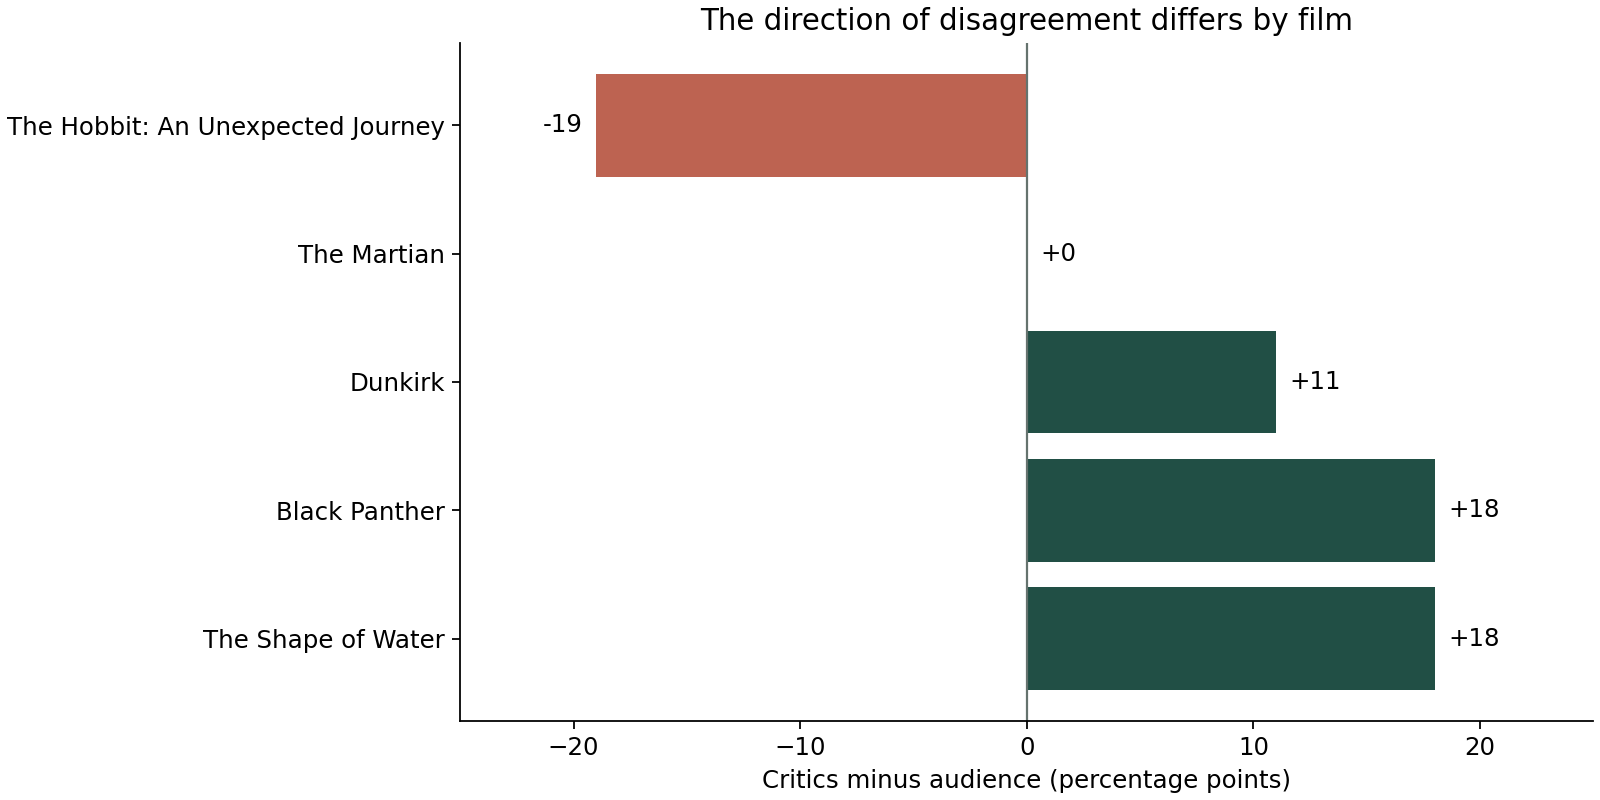 The direction of disagreement differs by film
The Hobbit: An Unexpected Journey
-19
The Martian
+0
Dunkirk
+11
Black Panther
+18
The Shape of Water
+18
−20 −10 0 10 20
Critics minus audience (percentage points)